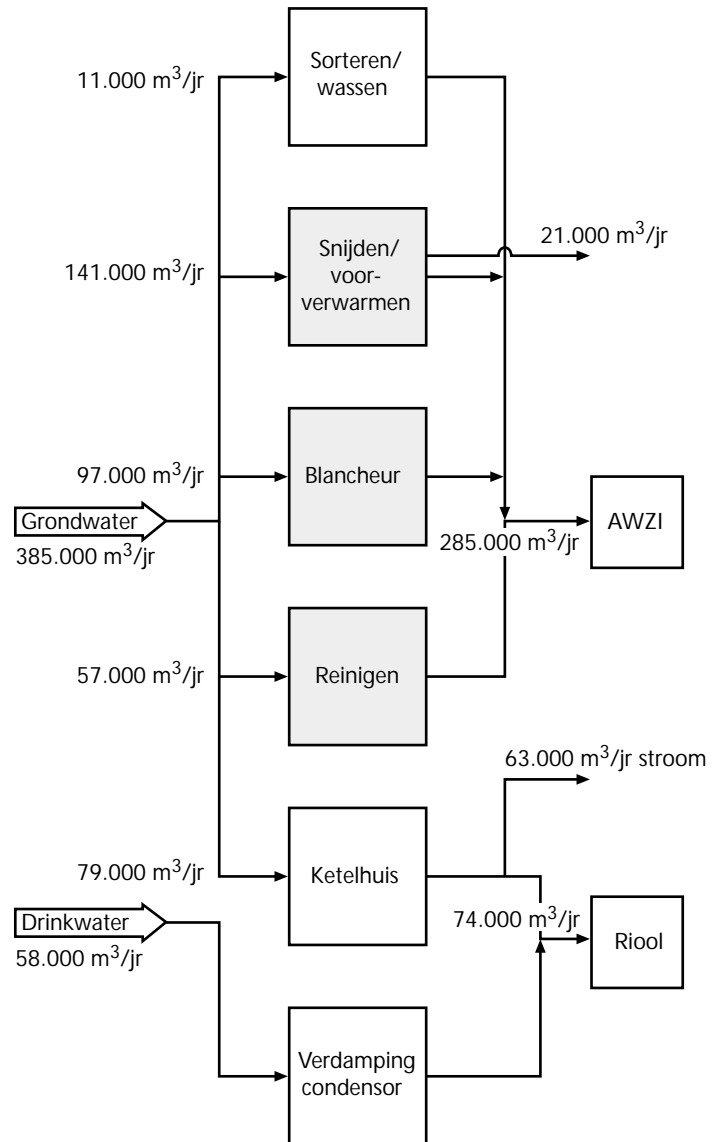 Sorteren/
wassen
11.000 m³/jr
Snijden/
voor-
verwarmen
21.000 m³/jr
141.000 m³/jr
Blancheur
97.000 m³/jr
Grondwater
385.000 m³/jr
AWZI
285.000 m³/jr
Reinigen
57.000 m³/jr
63.000 m³/jr stroom
Ketelhuis
79.000 m³/jr
Drinkwater
58.000 m³/jr
74.000 m³/jr
Riool
Verdamping
condensor